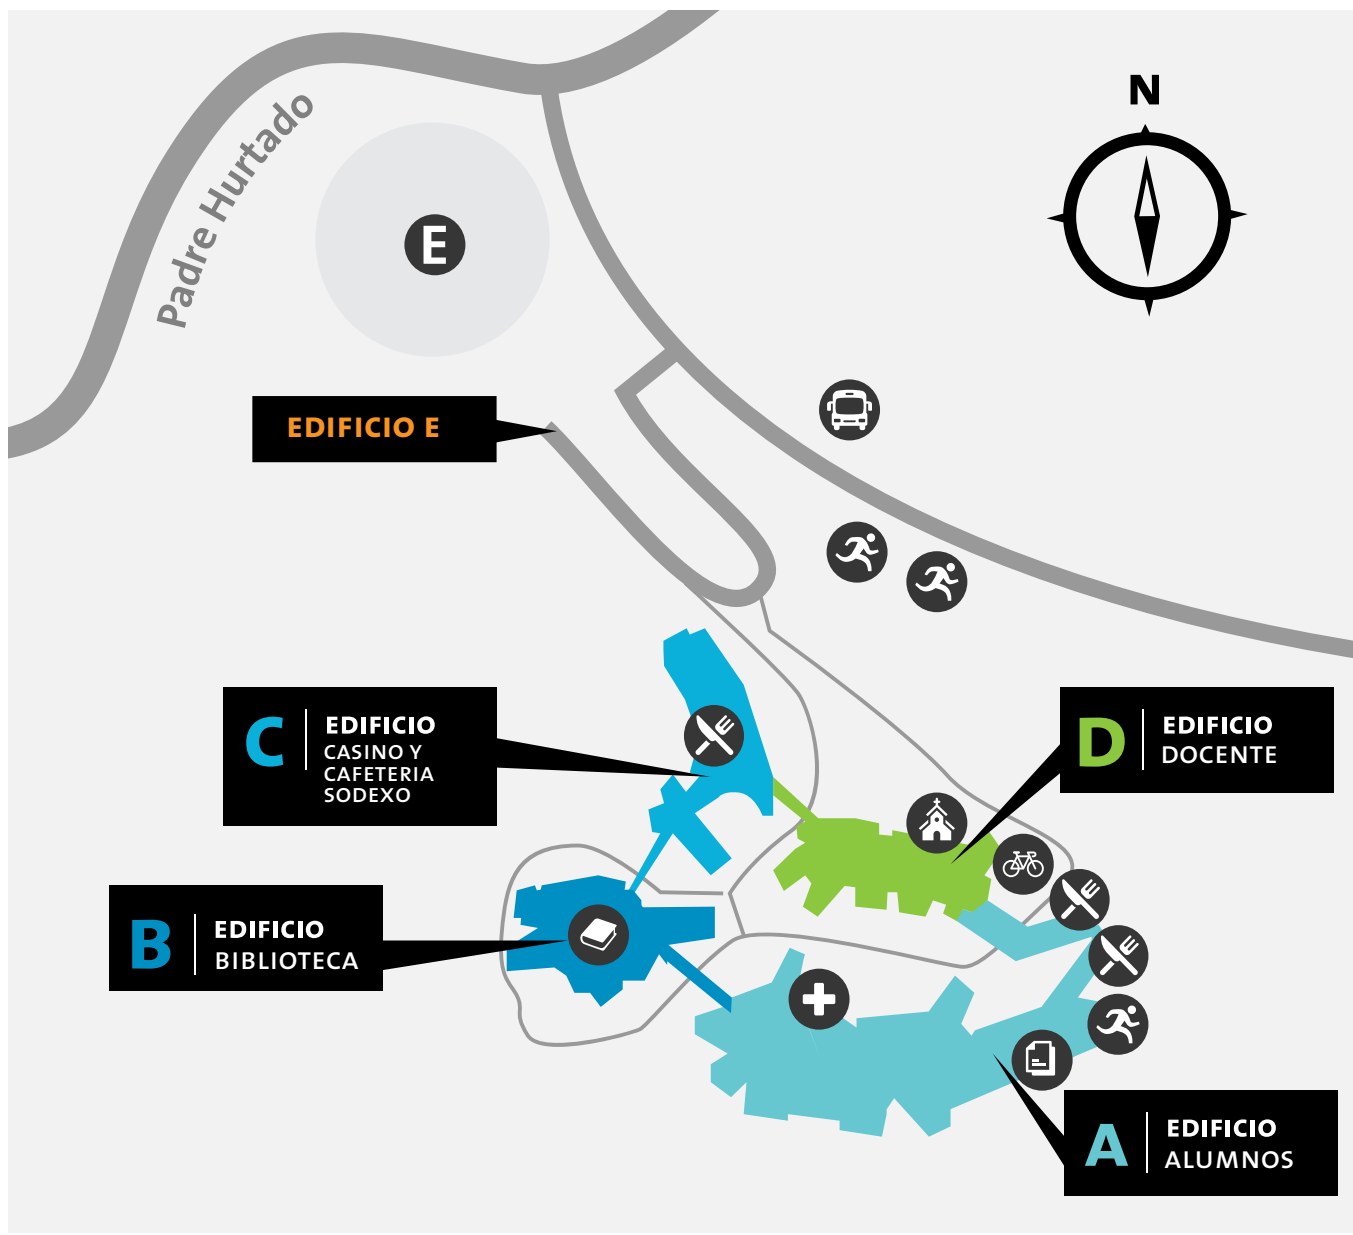 N
Padre Hurtado
E
EDIFICIO E
C
EDIFICIO
CASINO Y
CAFETERIA
SODEXO
D
EDIFICIO
DOCENTE
B
EDIFICIO
BIBLIOTECA
A
EDIFICIO
ALUMNOS